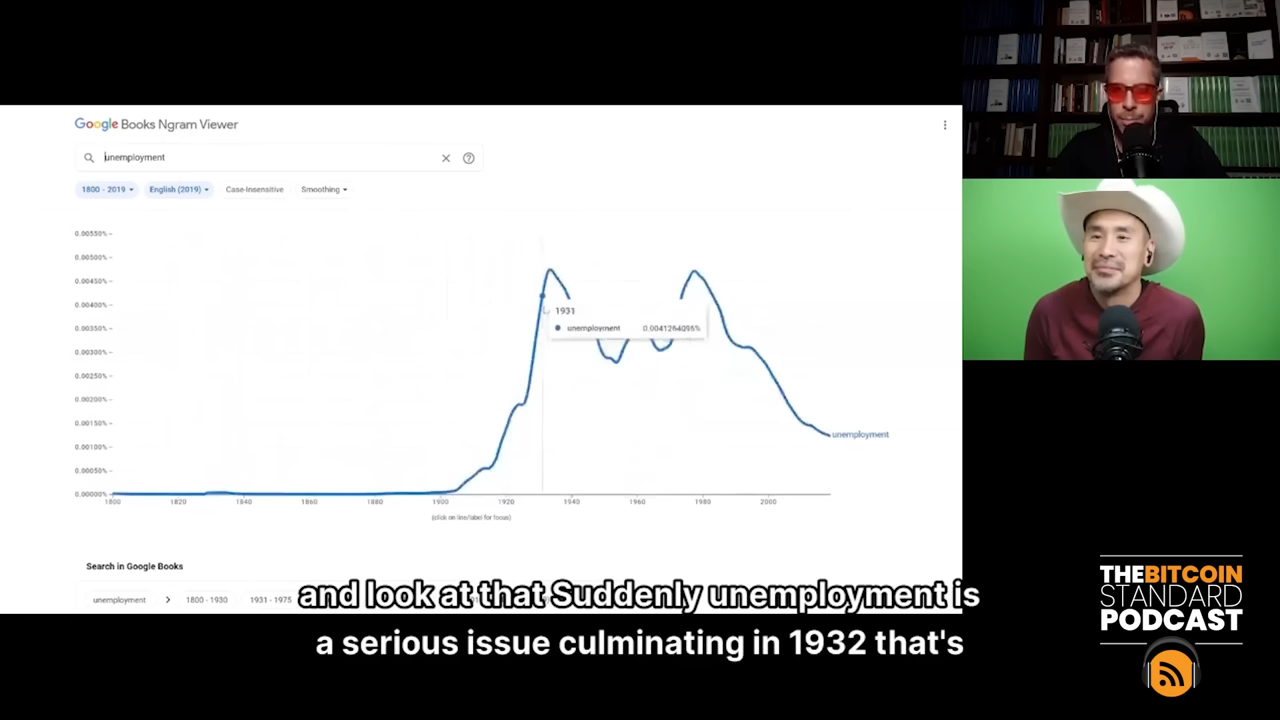 Google Books Ngram Viewer
unemployment
1800 - 2019
English (2019)
Case-Insensitive
Smoothing
0.00550%
0.00500%
0.00450%
0.00400%
0.00350%
0.00300%
0.00250%
0.00200%
0.00150%
0.00100%
0.00050%
0.00000%
1931
unemployment 0.0041264096%
unemployment
1800 1820 1840 1860 1880 1900 1920 1940 1960 1980 2000
(click on line/label for focus)
Search in Google Books
unemployment 1800 - 1930 1931 - 1975
and look at that Suddenly unemployment is
a serious issue culminating in 1932 that's
THE BITCOIN
STANDARD
PODCAST